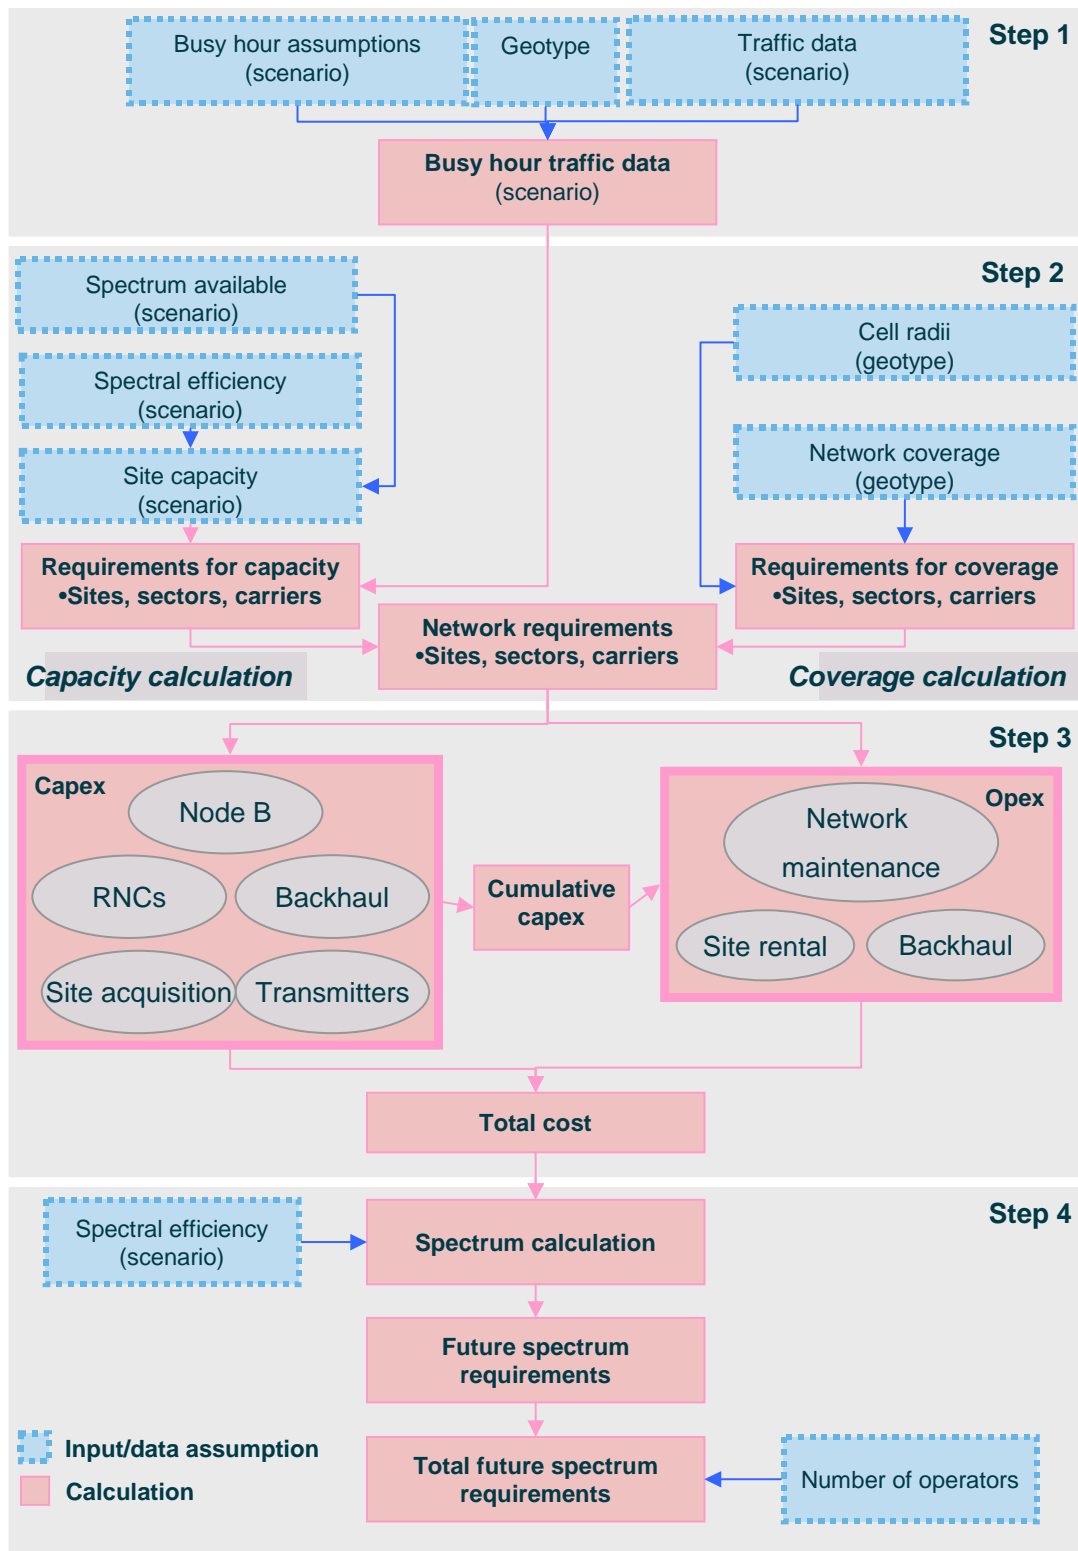 Step 1
Busy hour assumptions
(scenario)
Geotype
Traffic data
(scenario)
Busy hour traffic data
(scenario)
Step 2
Spectrum available
(scenario)
Spectral efficiency
(scenario)
Site capacity
(scenario)
Cell radii
(geotype)
Network coverage
(geotype)
Requirements for capacity
•Sites, sectors, carriers
Requirements for coverage
•Sites, sectors, carriers
Network requirements
•Sites, sectors, carriers
Capacity calculation
Coverage calculation
Step 3
Capex
Node B
RNCs
Backhaul
Site acquisition
Transmitters
Cumulative
capex
Opex
Network
maintenance
Site rental
Backhaul
Total cost
Step 4
Spectral efficiency
(scenario)
Spectrum calculation
Future spectrum
requirements
Total future spectrum
requirements
Number of operators
Input/data assumption
Calculation